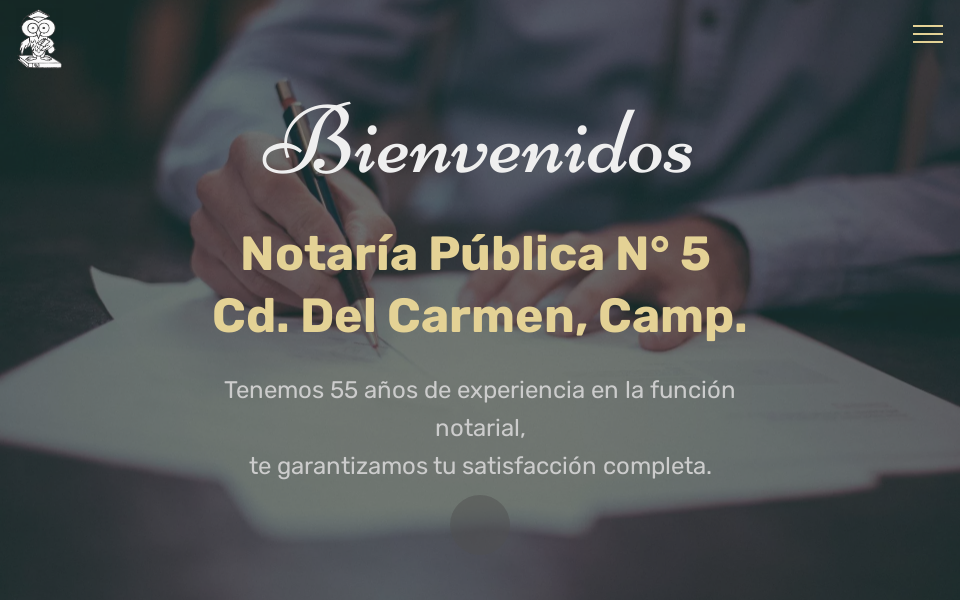 Bienvenidos
Notaría Pública N° 5
Cd. Del Carmen, Camp.
Tenemos 55 años de experiencia en la función
notarial,
te garantizamos tu satisfacción completa.